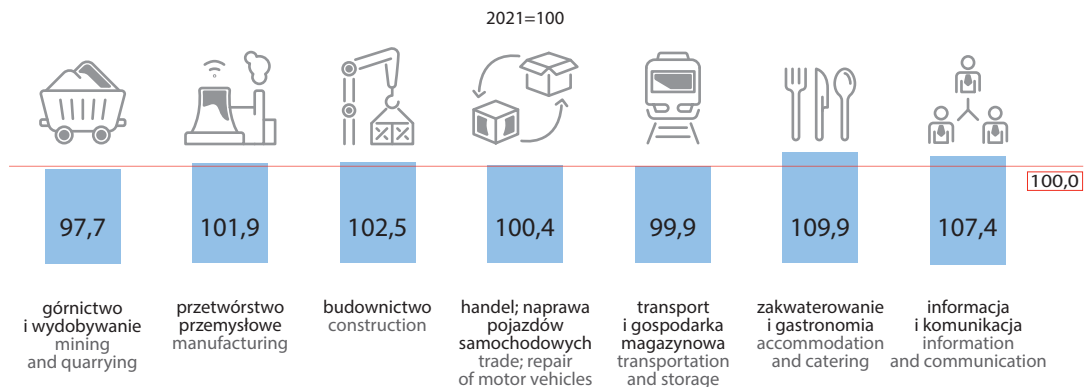 2021=100
100,0
97,7
101,9
102,5
100,4
99,9
109,9
107,4
górnictwo
i wydobywanie
mining
and quarrying
przetwórstwo
przemysłowe
manufacturing
budownictwo
construction
handel; naprawa
pojazdów
samochodowych
trade; repair
of motor vehicles
transport
i gospodarka
magazynowa
transportation
and storage
zakwaterowanie
i gastronomia
accommodation
and catering
informacja
i komunikacja
information
and communication